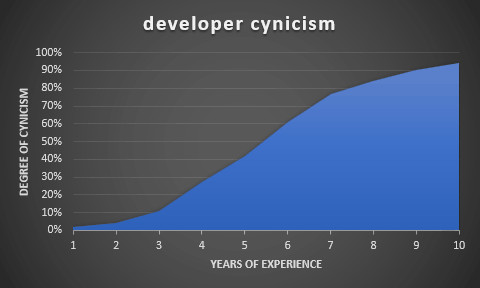 developer cynicism
100%
90%
80%
70%
60%
50%
40%
30%
20%
10%
0%
DEGREE OF CYNICISM
1 2 3 4 5 6 7 8 9 10
YEARS OF EXPERIENCE